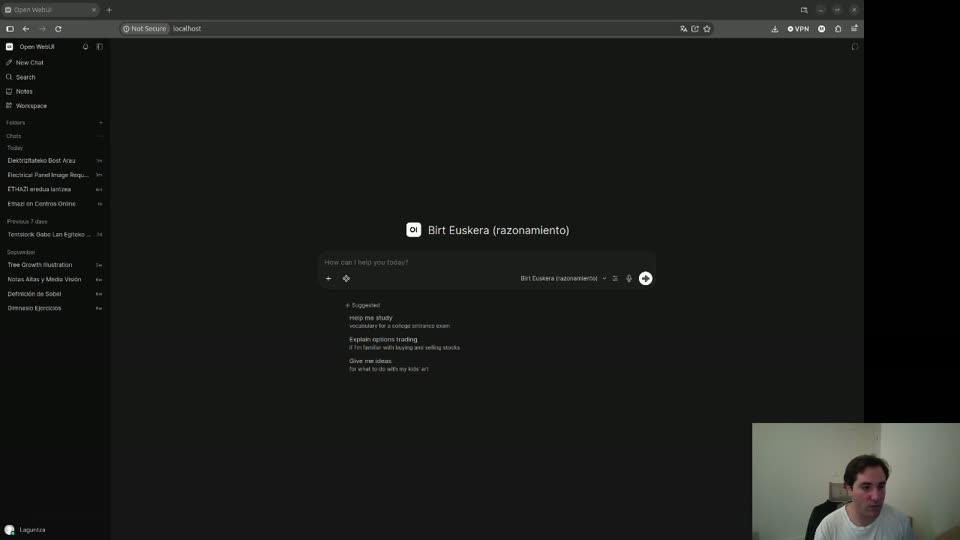 Open WebUI
Not Secure
localhost
VPN
OI
Open WebUI
New Chat
Search
Notes
Workspace
Folders
Chats
Today
Elektrizitateko Bost Arau
Electrical Panel Image Requ...
ETHAZI eredua lantzea
Ethazi en Centros Online
Previous 7 days
Tentsiorik Gabo Lan Egiteko ...
September
Tree Growth Illustration
Notas Altas y Media Visión
Definición de Sobel
Gimnasio Ejercicios
Laguntza
OI
Birt Euskera (razonamiento)
How can I help you today?
Birt Euskera (razonamiento)
Suggested
Help me study
vocabulary for a college entrance exam
Explain options trading
if I'm familiar with buying and selling stocks
Give me ideas
for what to do with my kids' art